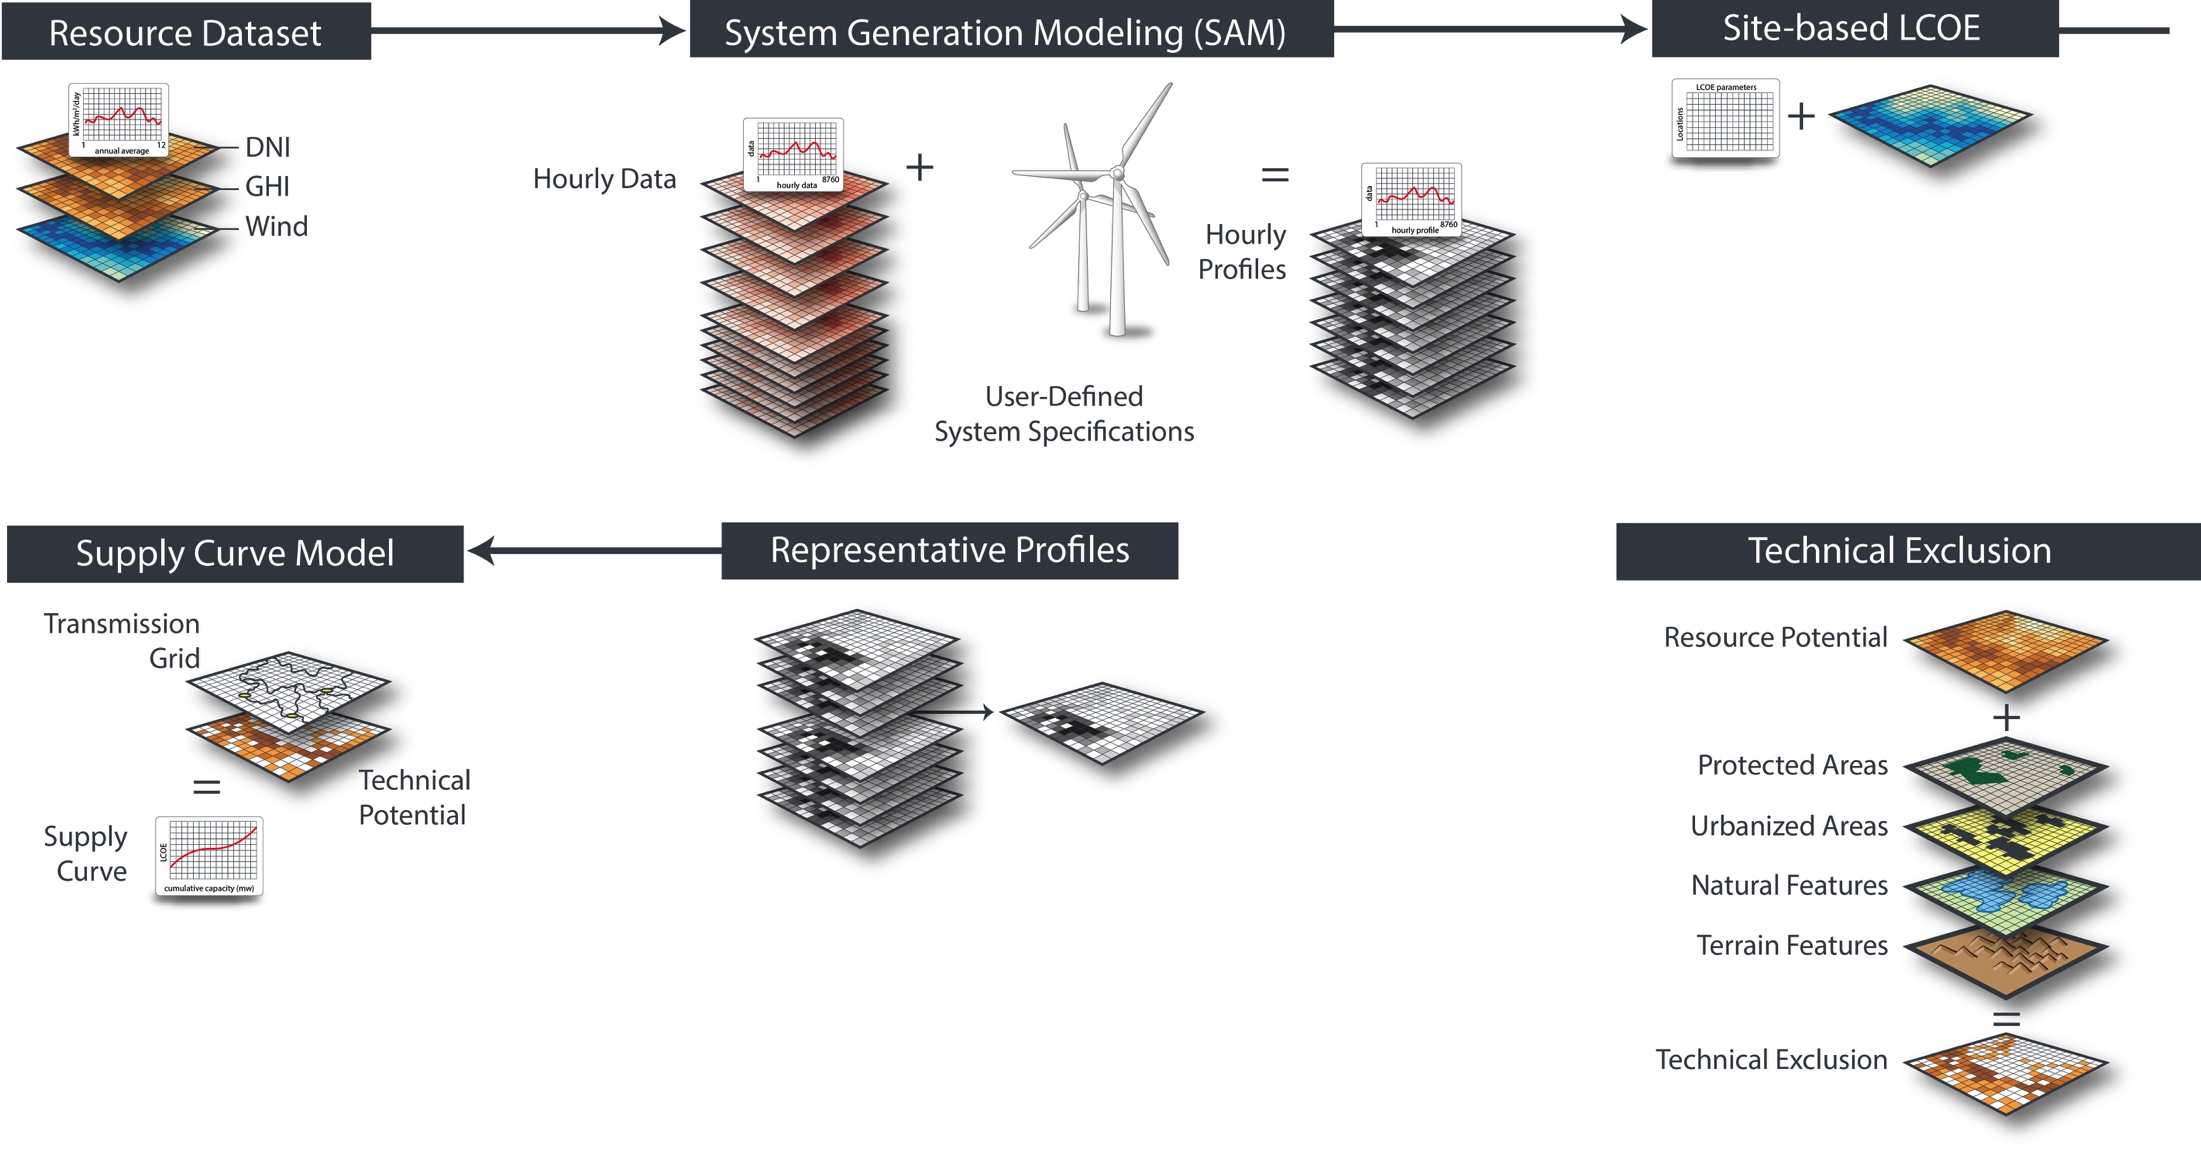 Resource Dataset
System Generation Modeling (SAM)
Site-based LCOE
kWh/m²/day
1
12
annual average
DNI
GHI
Wind
Hourly Data
data
1
8760
hourly data
+
User-Defined
System Specifications
=
Hourly
Profiles
data
1
8760
hourly profile
LCOE parameters
Locations
+
Supply Curve Model
Representative Profiles
Technical Exclusion
Transmission
Grid
Technical
Potential
=
Supply
Curve
LCOE
cumulative capacity (mw)
Resource Potential
+
Protected Areas
Urbanized Areas
Natural Features
Terrain Features
=
Technical Exclusion